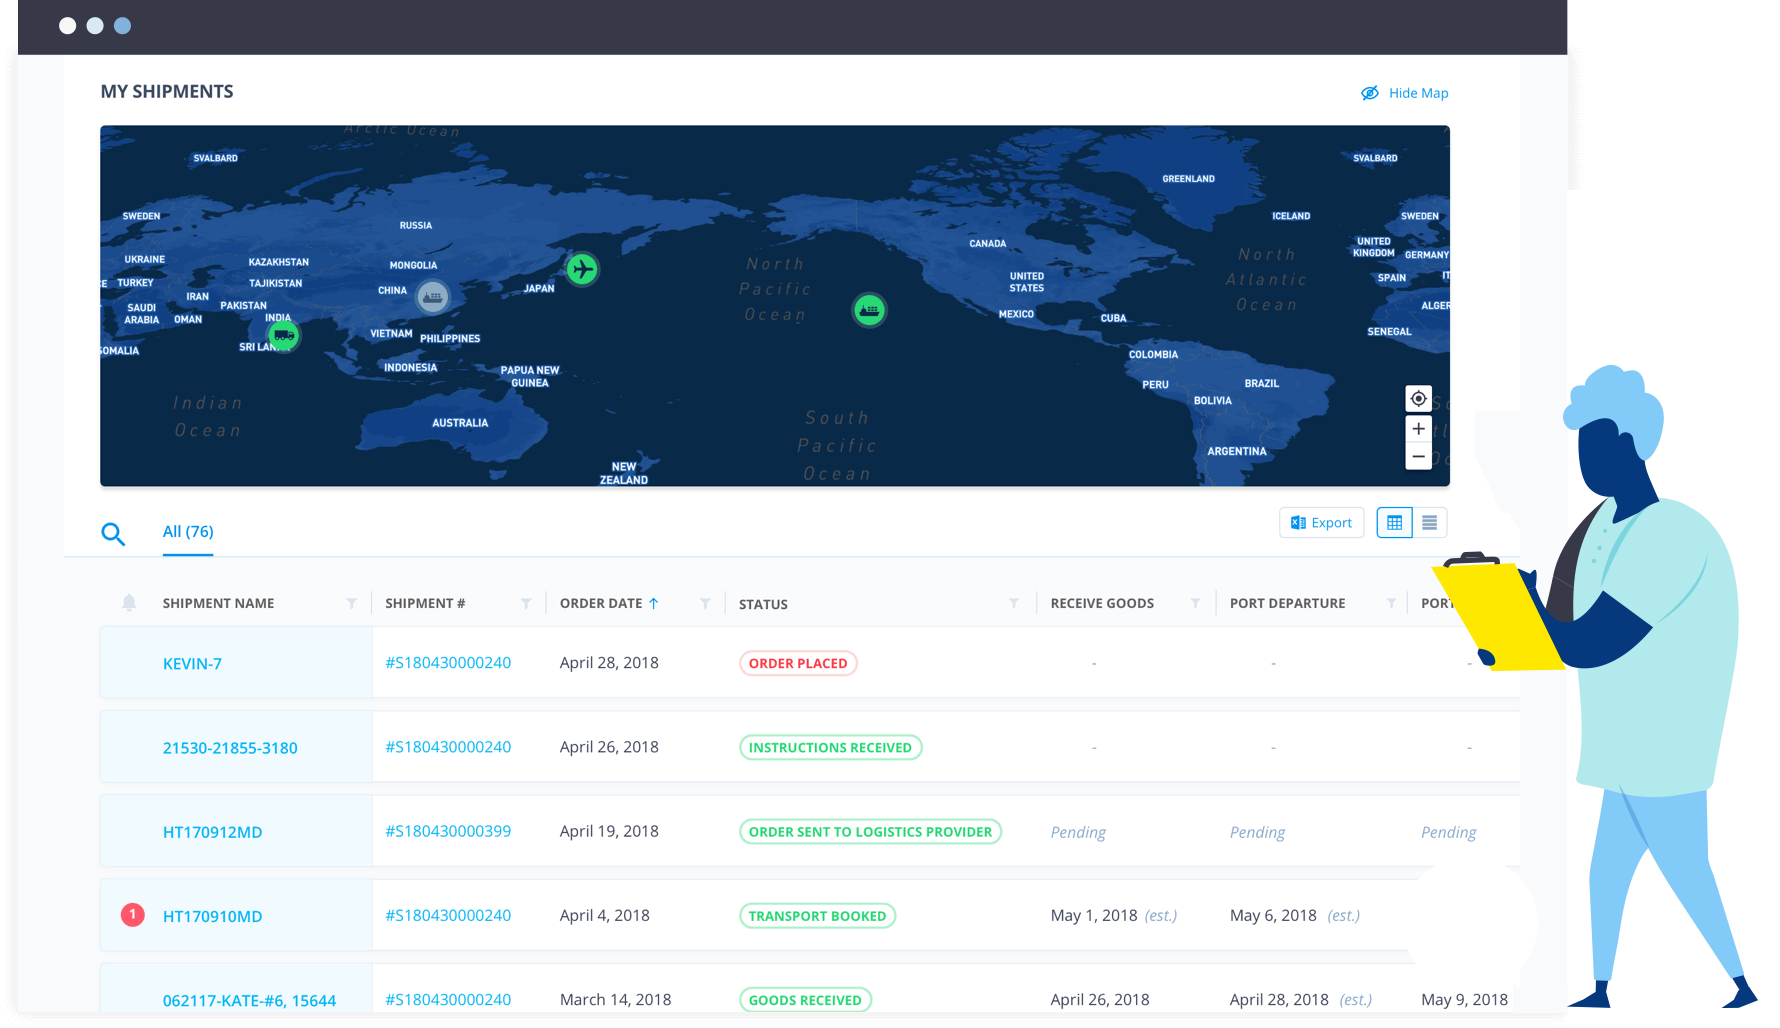 MY SHIPMENTS
Hide Map
Arctic Ocean
SVALBARD
SVALBARD
GREENLAND
SWEDEN
ICELAND
SWEDEN
RUSSIA
CANADA
UNITED
KINGDOM
GERMANY
UKRAINE
KAZAKHSTAN
MONGOLIA
North
Pacific
Ocean
North
Atlantic
Ocean
TURKEY
TAJIKISTAN
CHINA
JAPAN
UNITED
STATES
SPAIN
IRAN
PAKISTAN
SAUDI
ARABIA
OMAN
INDIA
MEXICO
CUBA
ALGER
SENEGAL
VIETNAM
PHILIPPINES
SOMALIA
SRI LAN
COLOMBIA
INDONESIA
PAPUA NEW
GUINEA
PERU
BRAZIL
BOLIVIA
Indian
Ocean
AUSTRALIA
South
Pacific
Ocean
ARGENTINA
NEW
ZEALAND
All (76)
Export
SHIPMENT NAME SHIPMENT # ORDER DATE STATUS RECEIVE GOODS PORT DEPARTURE PORT
KEVIN-7 #S180430000240 April 28, 2018 ORDER PLACED - - -
21530-21855-3180 #S180430000240 April 26, 2018 INSTRUCTIONS RECEIVED - - -
HT170912MD #S180430000399 April 19, 2018 ORDER SENT TO LOGISTICS PROVIDER Pending Pending Pending
1 HT170910MD #S180430000240 April 4, 2018 TRANSPORT BOOKED May 1, 2018 (est.) May 6, 2018 (est.)
062117-KATE-#6, 15644 #S180430000240 March 14, 2018 GOODS RECEIVED April 26, 2018 April 28, 2018 (est.) May 9, 2018